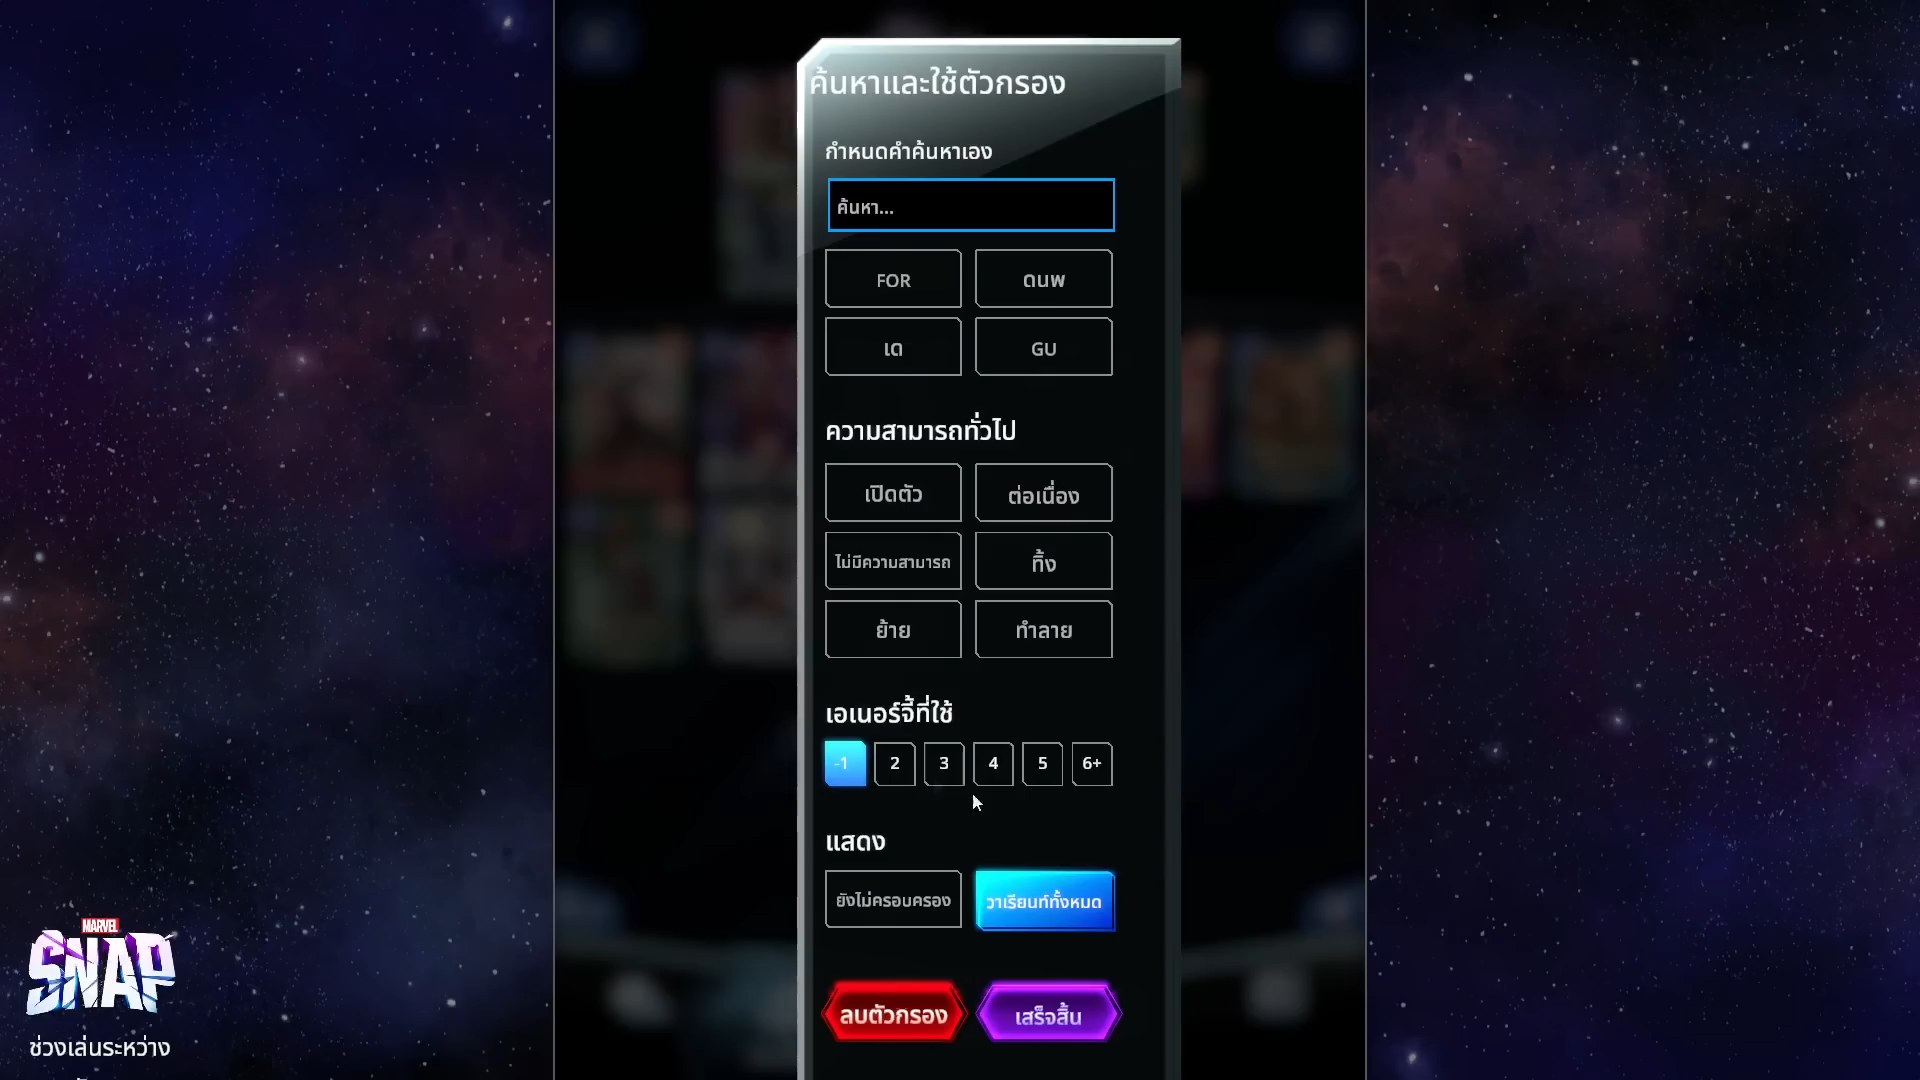 ค้นหาและใช้ตัวกรอง
กำหนดคำค้นหาเอง
ค้นหา...
FOR
ดนพ
เด
GU
ความสามารถทั่วไป
เปิดตัว
ต่อเนื่อง
ไม่มีความสามารถ
ทิ้ง
ย้าย
ทำลาย
เอเนอร์จี้ที่ใช้
-1 2 3 4 5 6+
แสดง
ยังไม่ครอบครอง
วาเรียนท์ทั้งหมด
ลบตัวกรอง
เสร็จสิ้น
MARVEL
SNAP
ช่วงเล่นระหว่าง